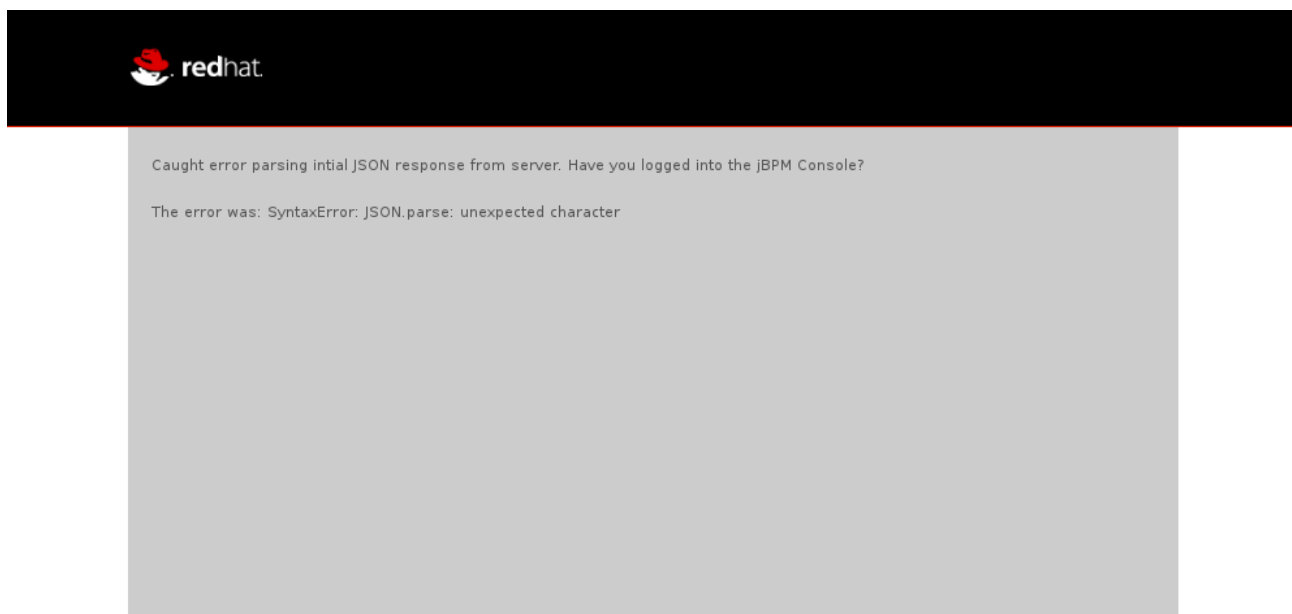 redhat.
Caught error parsing intial JSON response from server. Have you logged into the jBPM Console?
The error was: SyntaxError: JSON.parse: unexpected character